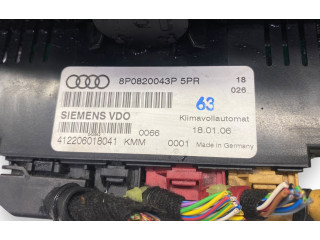 8P0820043P 5PR 18
026
63
SIEMENS VDO Klimavollautomat
0066 18.01.06
412206018041 KMM 0001 Made in Germany